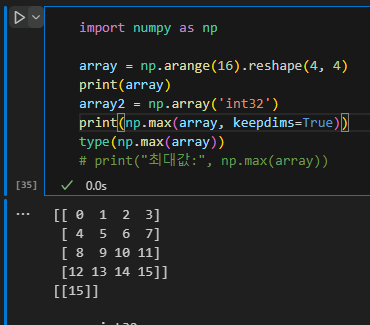 import numpy as np
array = np.arange(16).reshape(4, 4)
print(array)
array2 = np.array('int32')
print(np.max(array, keepdims=True))
type(np.max(array))
# print("최대값:", np.max(array))
[35]
0.0s
[[ 0  1  2  3]
 [ 4  5  6  7]
 [ 8  9 10 11]
 [12 13 14 15]]
[[15]]